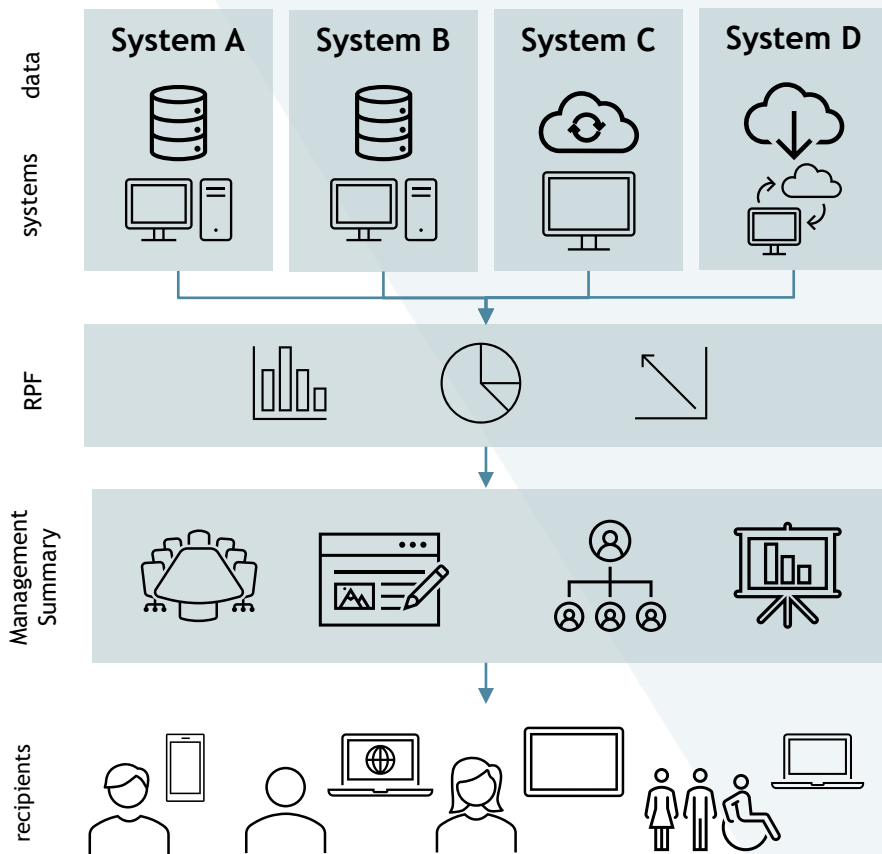 System A
System B
System C
System D
data
systems
RPF
Management
Summary
recipients